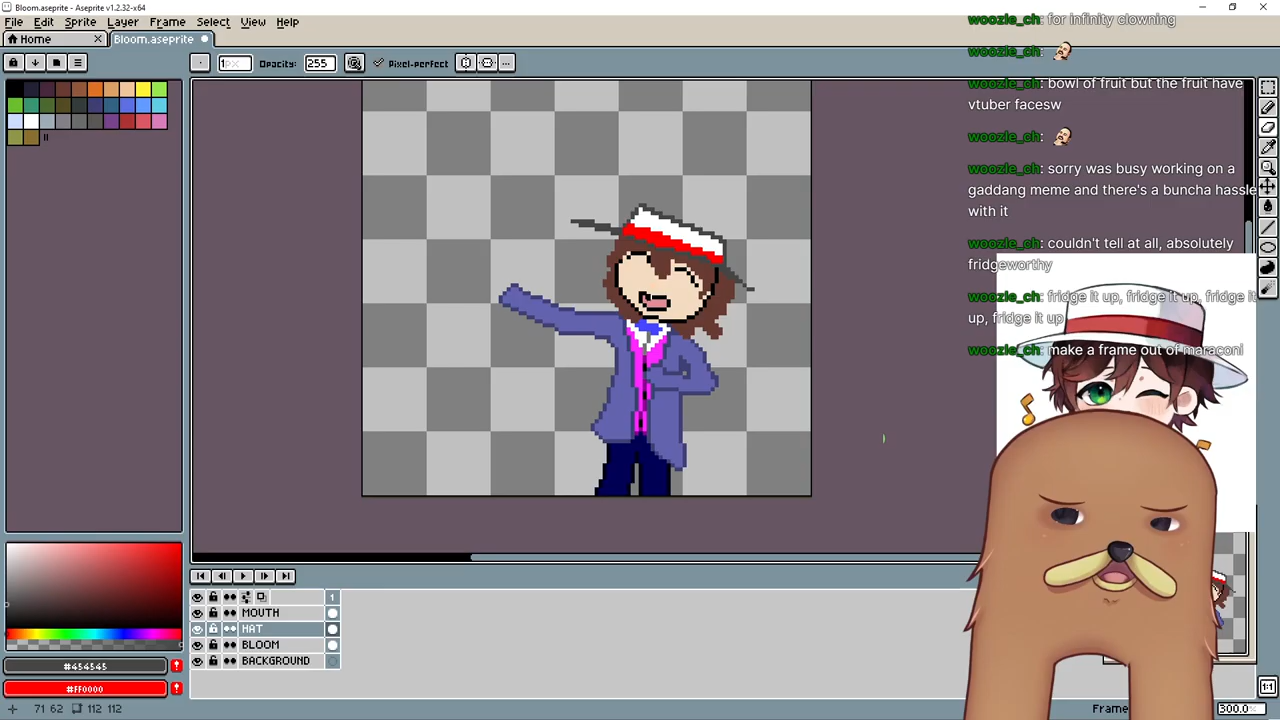 Bloom.aseprite - Aseprite v1.2.32-x64
File Edit Sprite Layer Frame Select View Help
Home
Bloom.aseprite
1px Opacity: 255 Pixel-perfect
woozle_ch: for infinity clowning
woozle_ch:
woozle_ch: bowl of fruit but the fruit have
vtuber facesw
woozle_ch:
woozle_ch: sorry was busy working on a
gaddang meme and there's a buncha hassle
with it
woozle_ch: couldn't tell at all, absolutely
fridgeworthy
woozle_ch: fridge it up, fridge it up, fridge it
up, fridge it up
woozle_ch: make a frame out of maraconi
1
MOUTH
HAT
BLOOM
BACKGROUND
#454545
#FF0000
71 62 112 112
Frame
300.0
1:1